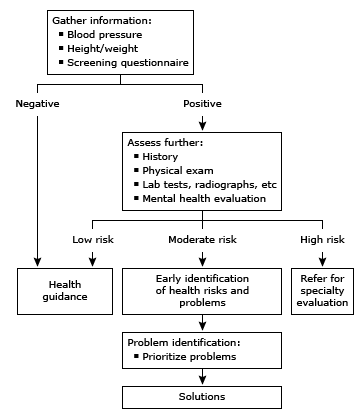 Gather information:
▪ Blood pressure
▪ Height/weight
▪ Screening questionnaire
Negative
Positive
Assess further:
▪ History
▪ Physical exam
▪ Lab tests, radiographs, etc
▪ Mental health evaluation
Low risk
Moderate risk
High risk
Health
guidance
Early identification
of health risks and
problems
Refer for
specialty
evaluation
Problem identification:
▪ Prioritize problems
Solutions